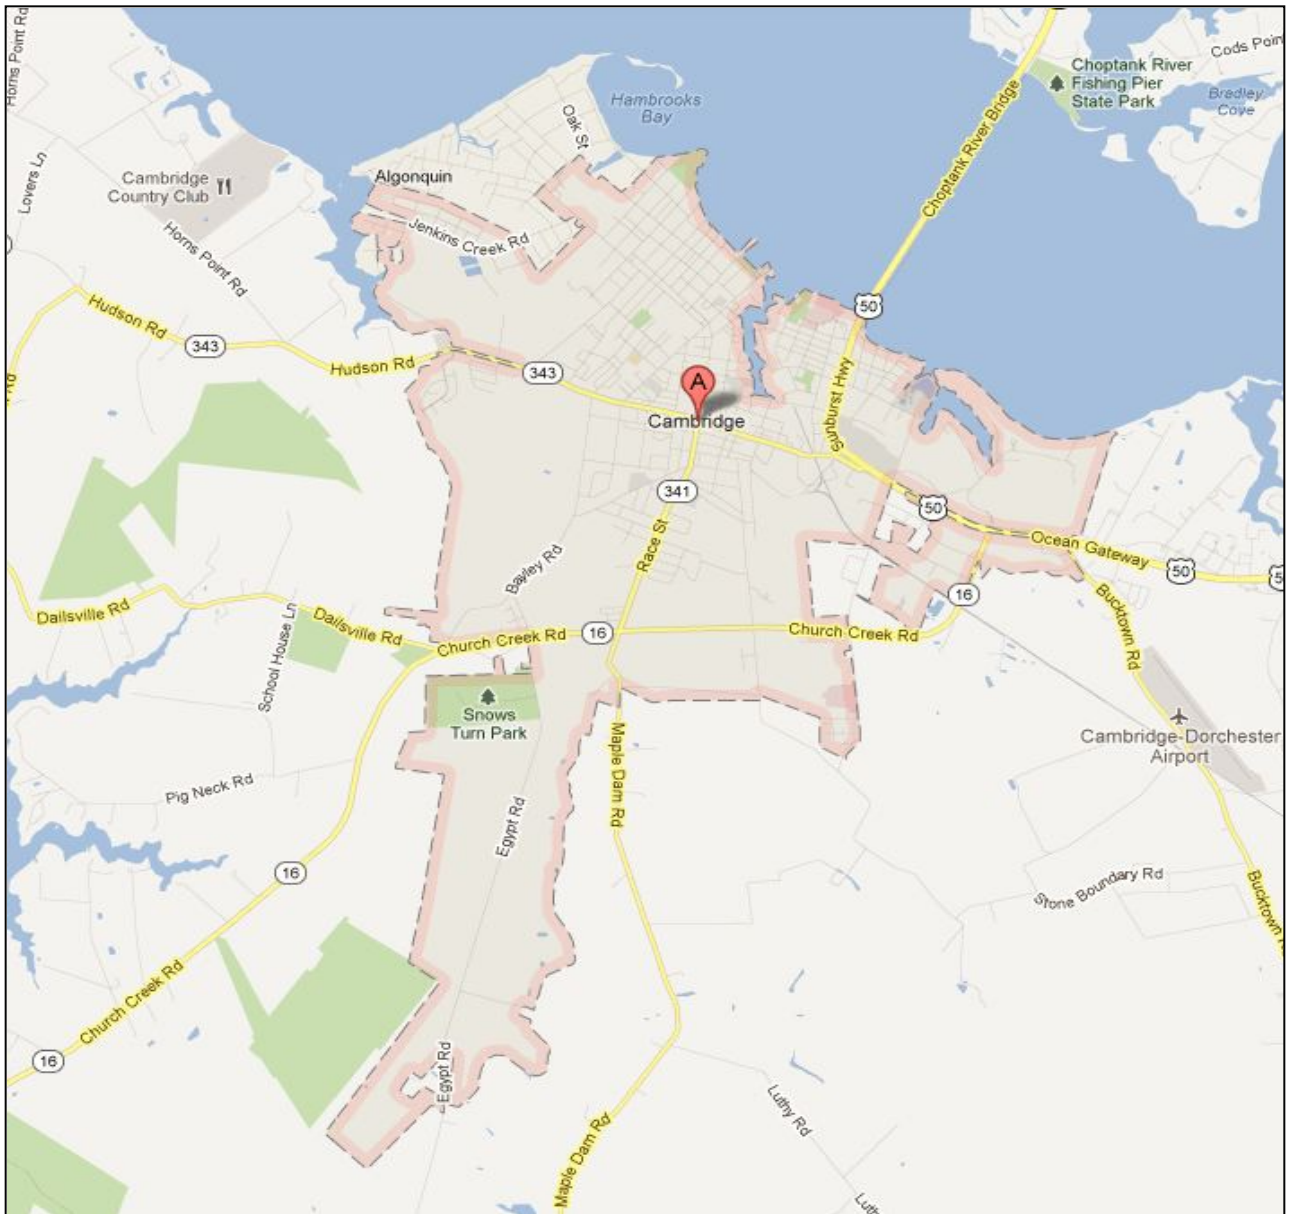 Horns Point Rd
Cods Poin
Choptank River
Fishing Pier
State Park
Bradley
Cove
Hambrooks
Bay
Oak St
Choptank River Bridge
Lovers Ln
Cambridge
Country Club
Algonquin
Jenkins Creek Rd
Horns Point Rd
50
Hudson Rd
343
Hudson Rd
343
Rd
A
Cambridge
Sunburst Hwy
341
50
Ocean Gateway
50
5
Race St
Bayley Rd
16
Bucktown Rd
Dailsville Rd
School House Ln
Dailsville Rd
Church Creek Rd
16
Church Creek Rd
Snows
Turn Park
Maple Dam Rd
Cambridge-Dorchester
Airport
Pig Neck Rd
Egypt Rd
16
Stone Boundary Rd
Bucktown R
Church Creek Rd
16
Egypt Rd
Luthy Rd
Maple Dam Rd
Luth